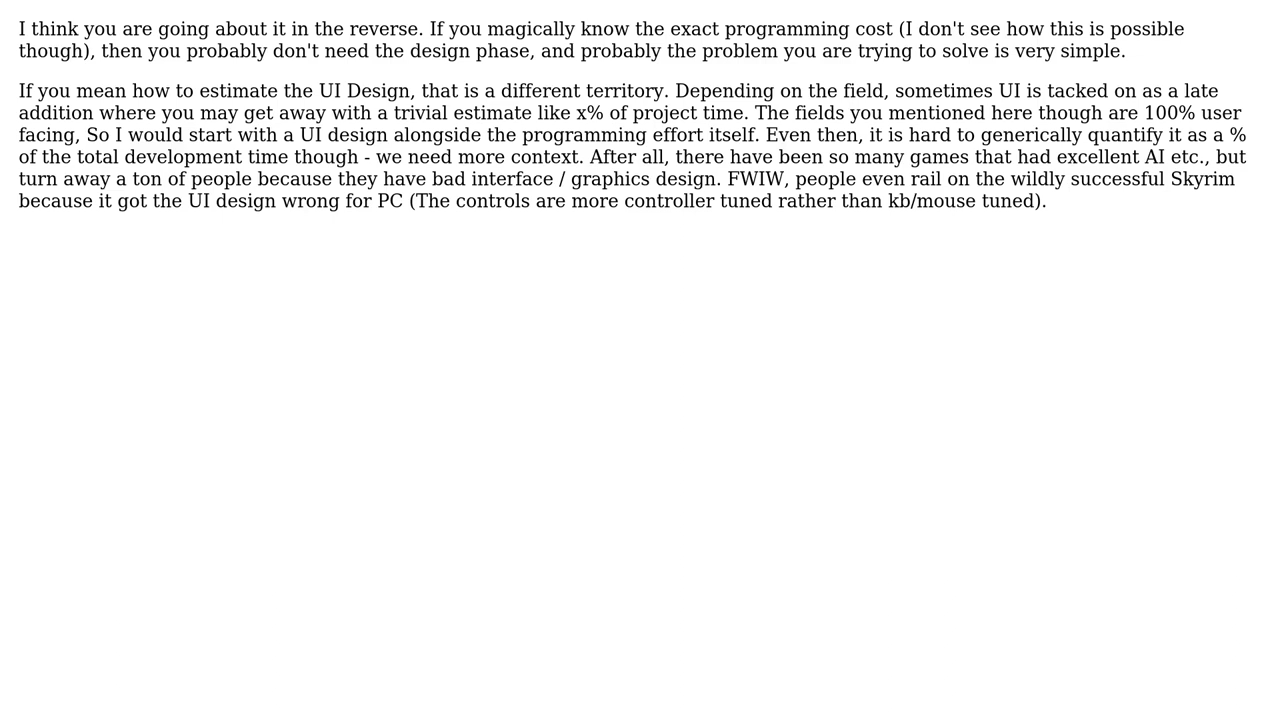 I think you are going about it in the reverse. If you magically know the exact programming cost (I don't see how this is possible
though), then you probably don't need the design phase, and probably the problem you are trying to solve is very simple.
If you mean how to estimate the UI Design, that is a different territory. Depending on the field, sometimes UI is tacked on as a late
addition where you may get away with a trivial estimate like x% of project time. The fields you mentioned here though are 100% user
facing, So I would start with a UI design alongside the programming effort itself. Even then, it is hard to generically quantify it as a %
of the total development time though - we need more context. After all, there have been so many games that had excellent AI etc., but
turn away a ton of people because they have bad interface / graphics design. FWIW, people even rail on the wildly successful Skyrim
because it got the UI design wrong for PC (The controls are more controller tuned rather than kb/mouse tuned).